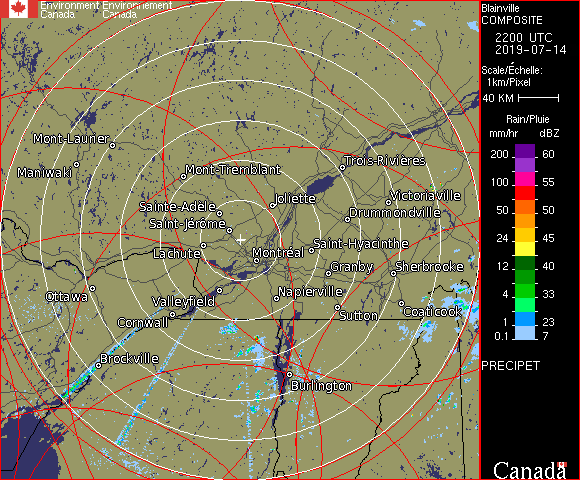 Environment Environnement
Canada Canada
Blainville
COMPOSITE
2200 UTC
2019-07-14
Scale/Échelle:
1km/Pixel
40 KM
Rain/Pluie
mm/hr dBZ
200 60
100 55
50 50
24 45
12 40
4 33
1 23
0.1 7
PRECIPET
Canada
Mont-Laurier
Maniwaki
Mont-Tremblant
Trois-Rivières
Joliette
Victoriaville
Sainte-Adèle
Drummondville
Saint-Jérôme
Saint-Hyacinthe
Lachute
Montréal
Granby
Sherbrooke
Ottawa
Valleyfield
Napierville
Cornwall
Sutton
Coaticook
Brockville
Burlington